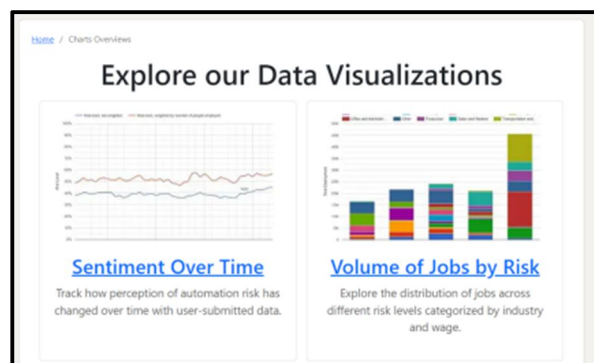 Home / Charts Overviews
Explore our Data Visualizations
Sentiment Over Time
Track how perception of automation risk has
changed over time with user-submitted data.
Volume of Jobs by Risk
Explore the distribution of jobs across
different risk levels categorized by industry
and wage.